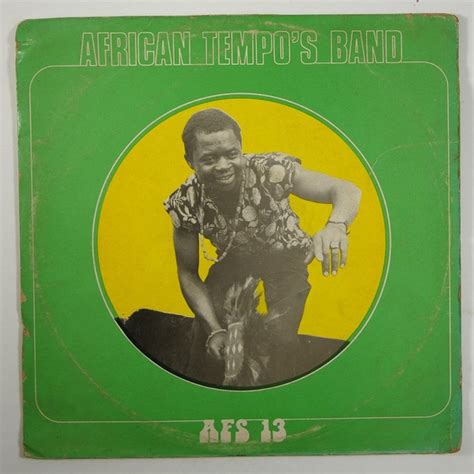 AFRICAN TEMPO'S BAND
AFS 13